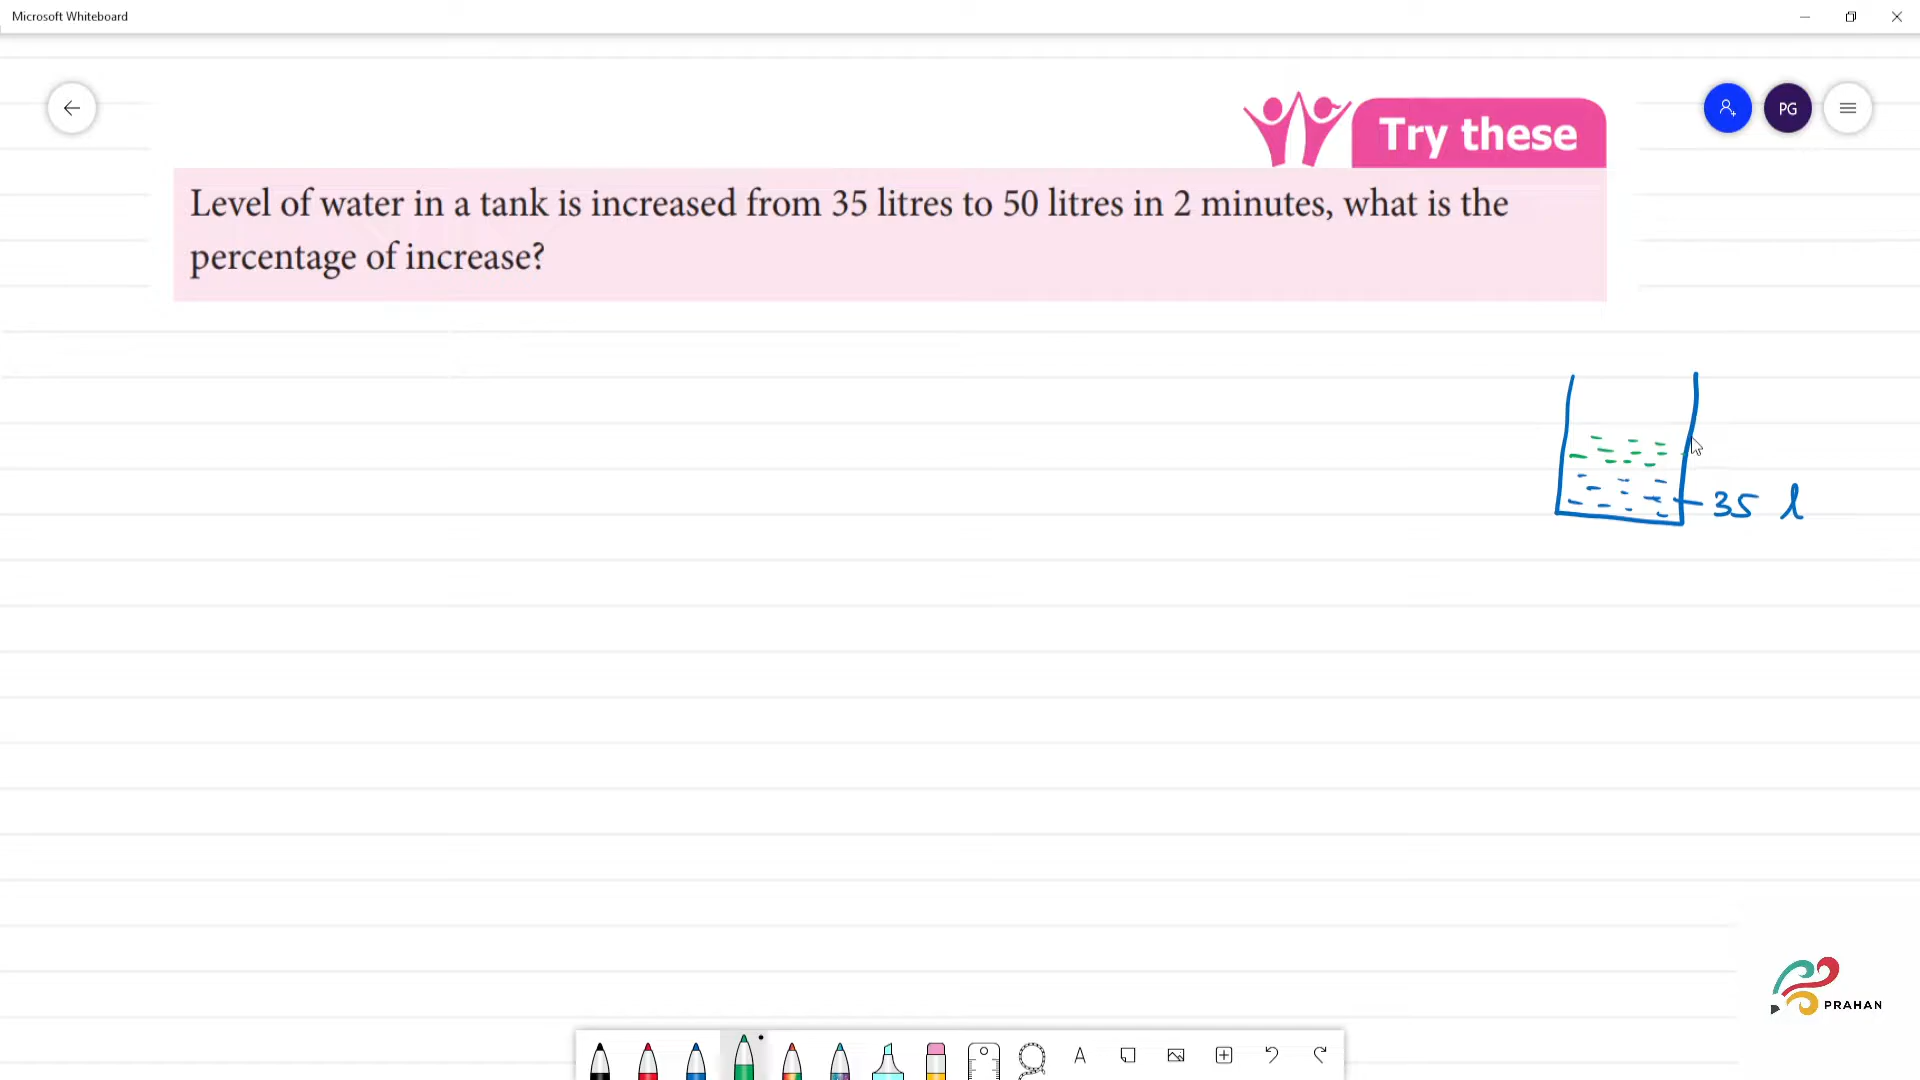 Microsoft Whiteboard
PG
Try these
Level of water in a tank is increased from 35 litres to 50 litres in 2 minutes, what is the
percentage of increase?
35 l
PRAHAN
A